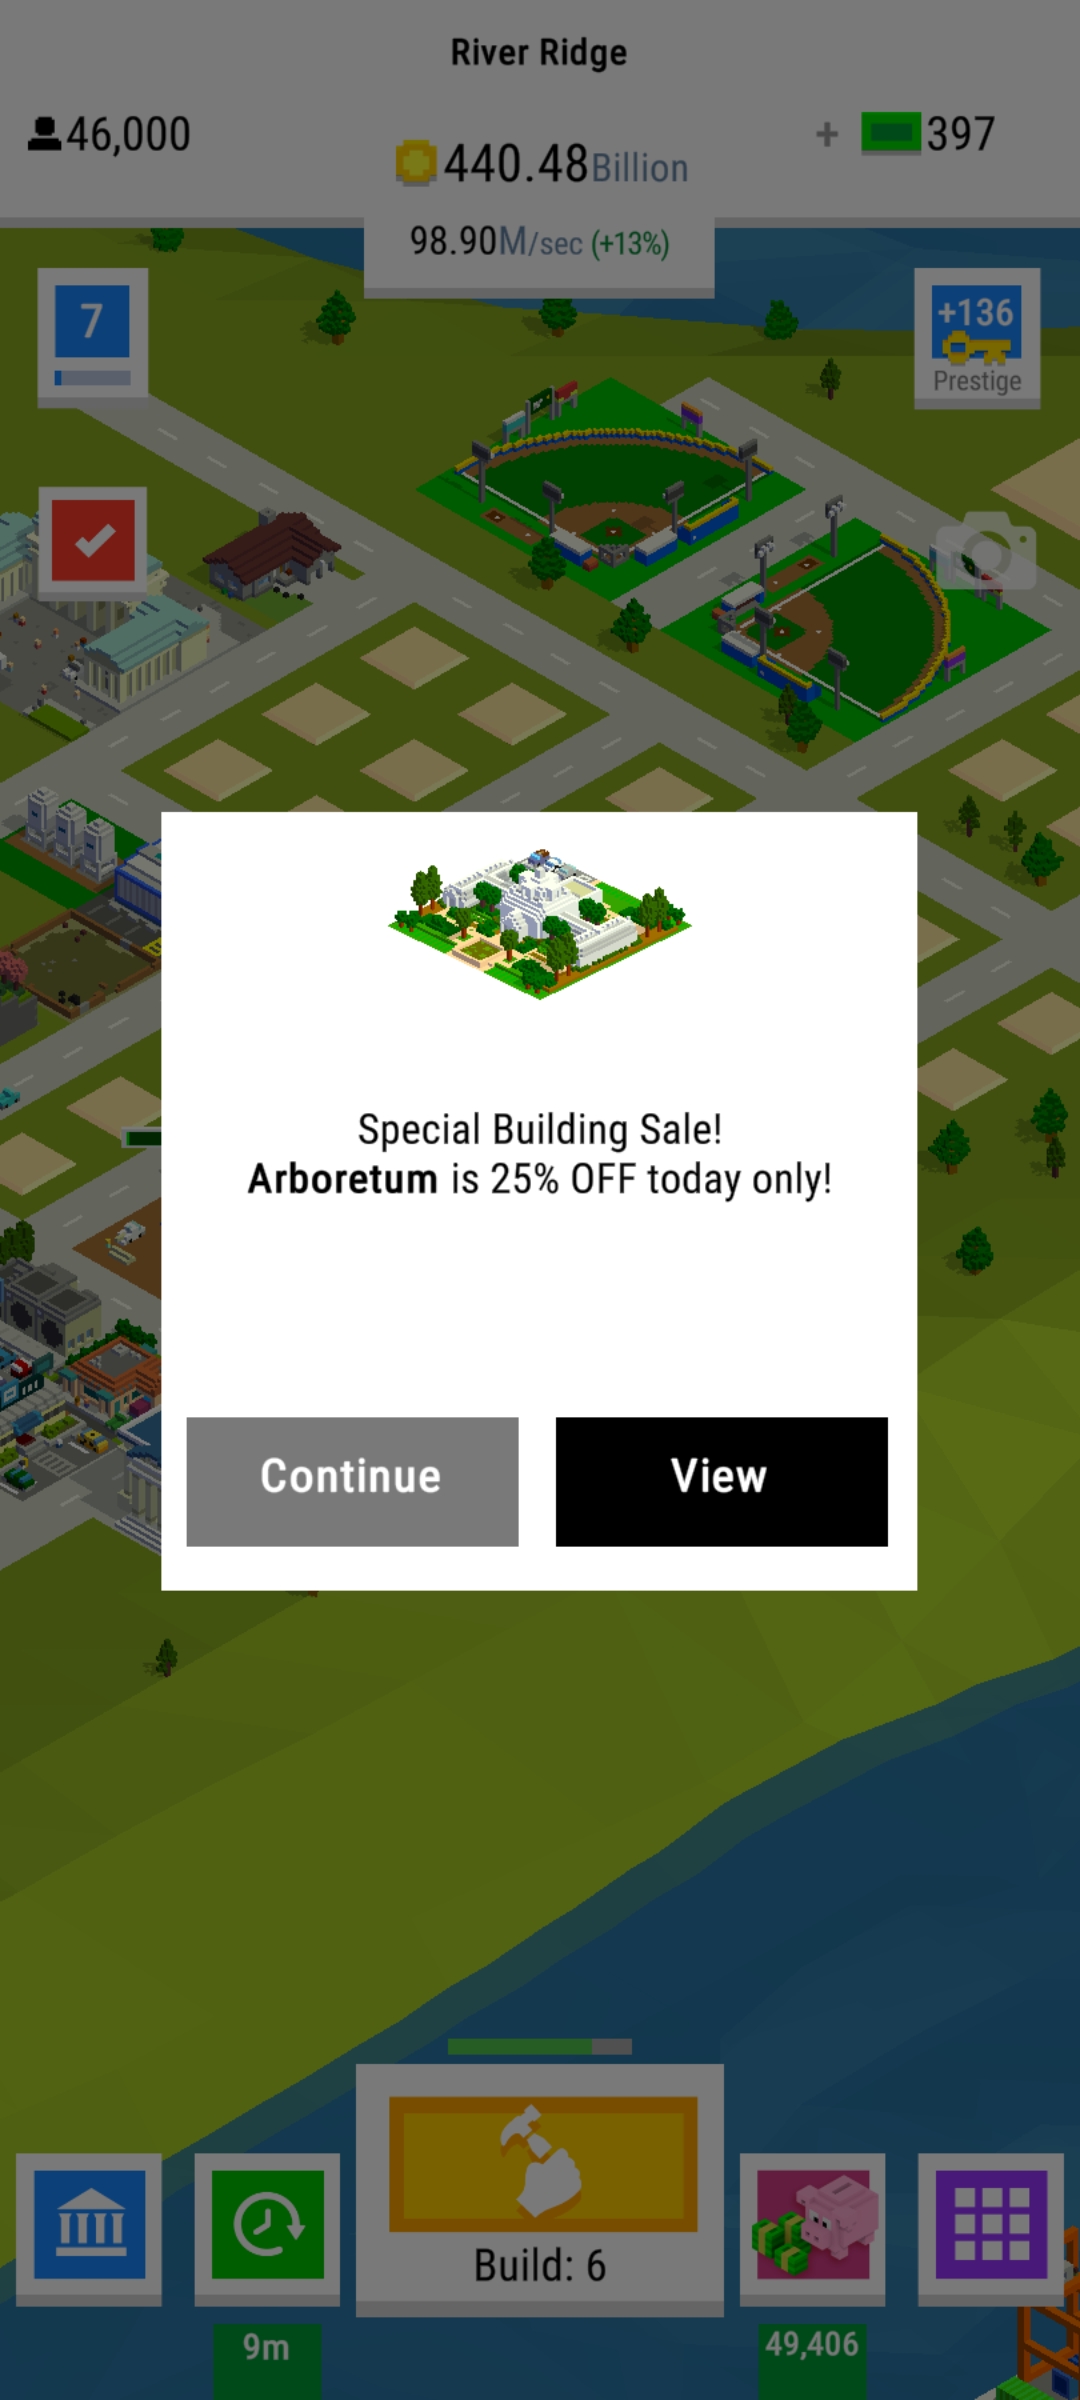 River Ridge
46,000
440.48Billion
+ 397
98.90M/sec (+13%)
7
+136
Prestige
Special Building Sale!
Arboretum is 25% OFF today only!
Continue
View
Build: 6
9m
49,406